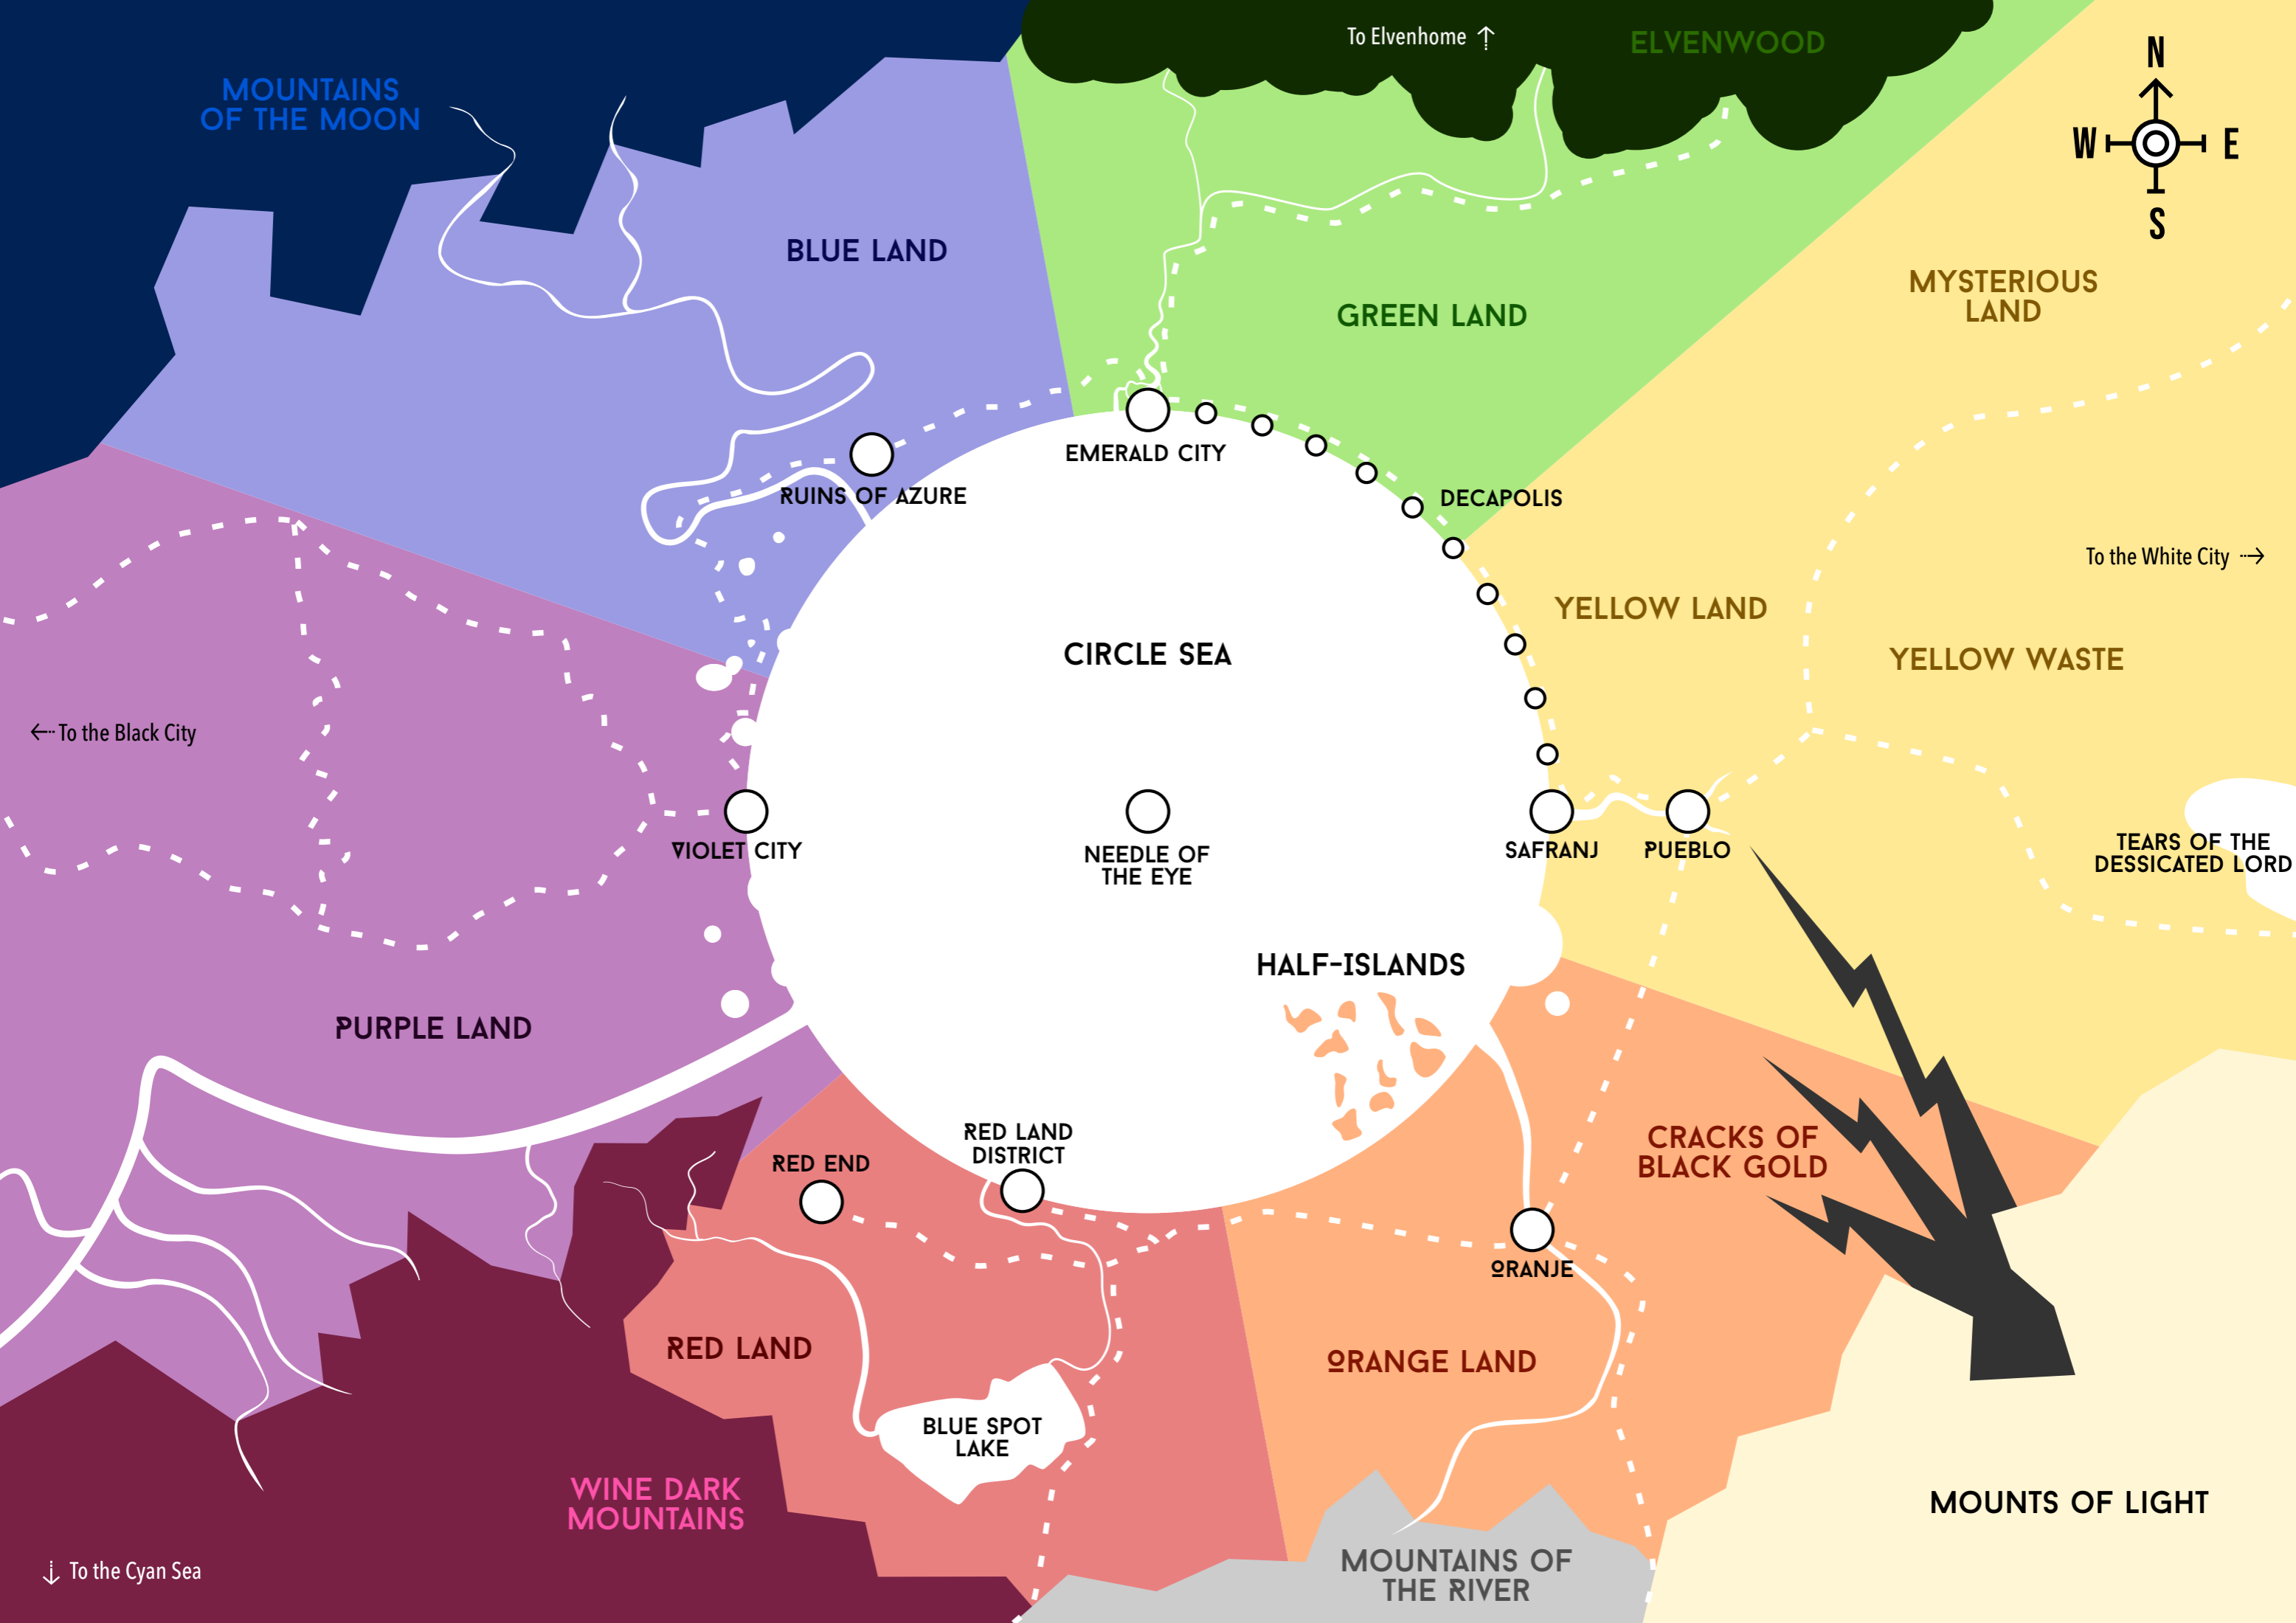 To Elvenhome
ELVENWOOD
N
W
E
S
MOUNTAINS
OF THE MOON
BLUE LAND
GREEN LAND
MYSTERIOUS
LAND
EMERALD CITY
RUINS OF AZURE
DECAPOLIS
To the White City
YELLOW LAND
CIRCLE SEA
YELLOW WASTE
To the Black City
VIOLET CITY
NEEDLE OF
THE EYE
SAFRANJ
PUEBLO
TEARS OF THE
DESSICATED LORD
HALF-ISLANDS
PURPLE LAND
RED LAND
DISTRICT
RED END
CRACKS OF
BLACK GOLD
ORANJE
RED LAND
ORANGE LAND
BLUE SPOT
LAKE
WINE DARK
MOUNTAINS
MOUNTS OF LIGHT
MOUNTAINS OF
THE RIVER
To the Cyan Sea